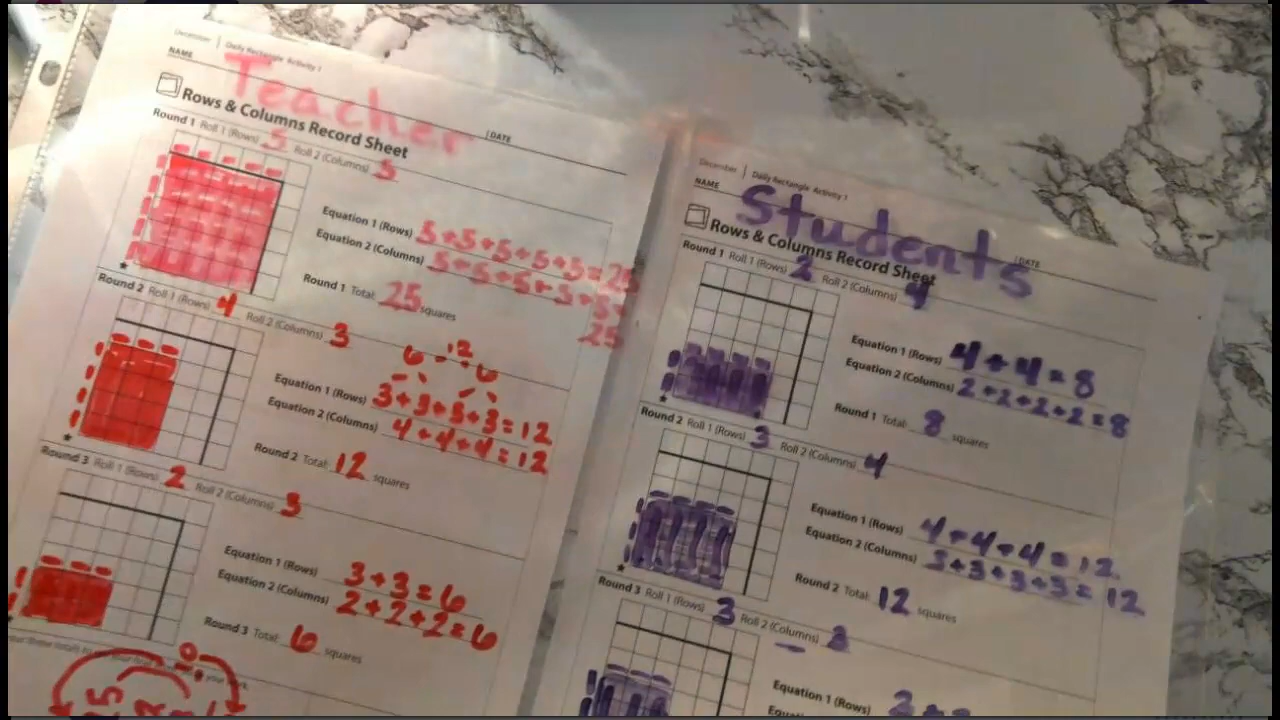 December | Daily Rectangle Activity 1
NAME Teacher | DATE
Rows & Columns Record Sheet
Round 1 Roll 1 (Rows) 5 Roll 2 (Columns) 5
Equation 1 (Rows) 5+5+5+5+5=25
Equation 2 (Columns) 5+5+5+5+5=
25
Round 1 Total: 25 squares
Round 2 Roll 1 (Rows) 4 Roll 2 (Columns) 3
6 12 6
Equation 1 (Rows) 3+3+3+3=12
Equation 2 (Columns) 4+4+4=12
Round 2 Total: 12 squares
Round 3 Roll 1 (Rows) 2 Roll 2 (Columns) 3
Equation 1 (Rows) 3+3=6
Equation 2 (Columns) 2+2+2=6
Round 3 Total: 6 squares
December | Daily Rectangle Activity 1
NAME Students | DATE
Rows & Columns Record Sheet
Round 1 Roll 1 (Rows) 2 Roll 2 (Columns) 4
Equation 1 (Rows) 4+4=8
Equation 2 (Columns) 2+2+2+2=8
Round 1 Total: 8 squares
Round 2 Roll 1 (Rows) 3 Roll 2 (Columns) 4
Equation 1 (Rows) 4+4+4=12
Equation 2 (Columns) 3+3+3+3=12
Round 2 Total: 12 squares
Round 3 Roll 1 (Rows) 3 Roll 2 (Columns)
Equation 1 (Rows)